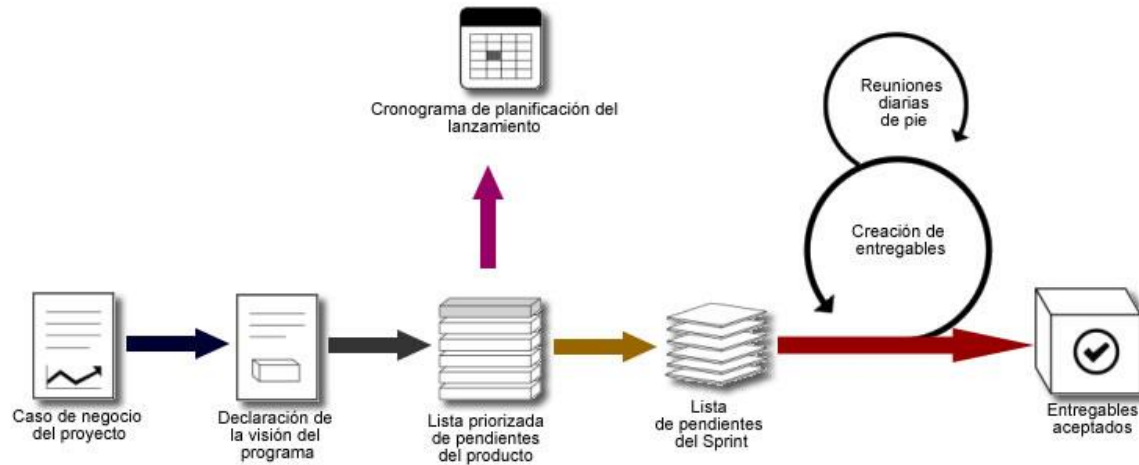 Cronograma de planificación del
lanzamiento
Reuniones
diarias
de pie
Creación de
entregables
Caso de negocio
del proyecto
Declaración de
la visión del
programa
Lista priorizada
de pendientes
del producto
Lista
de pendientes
del Sprint
Entregables
aceptados